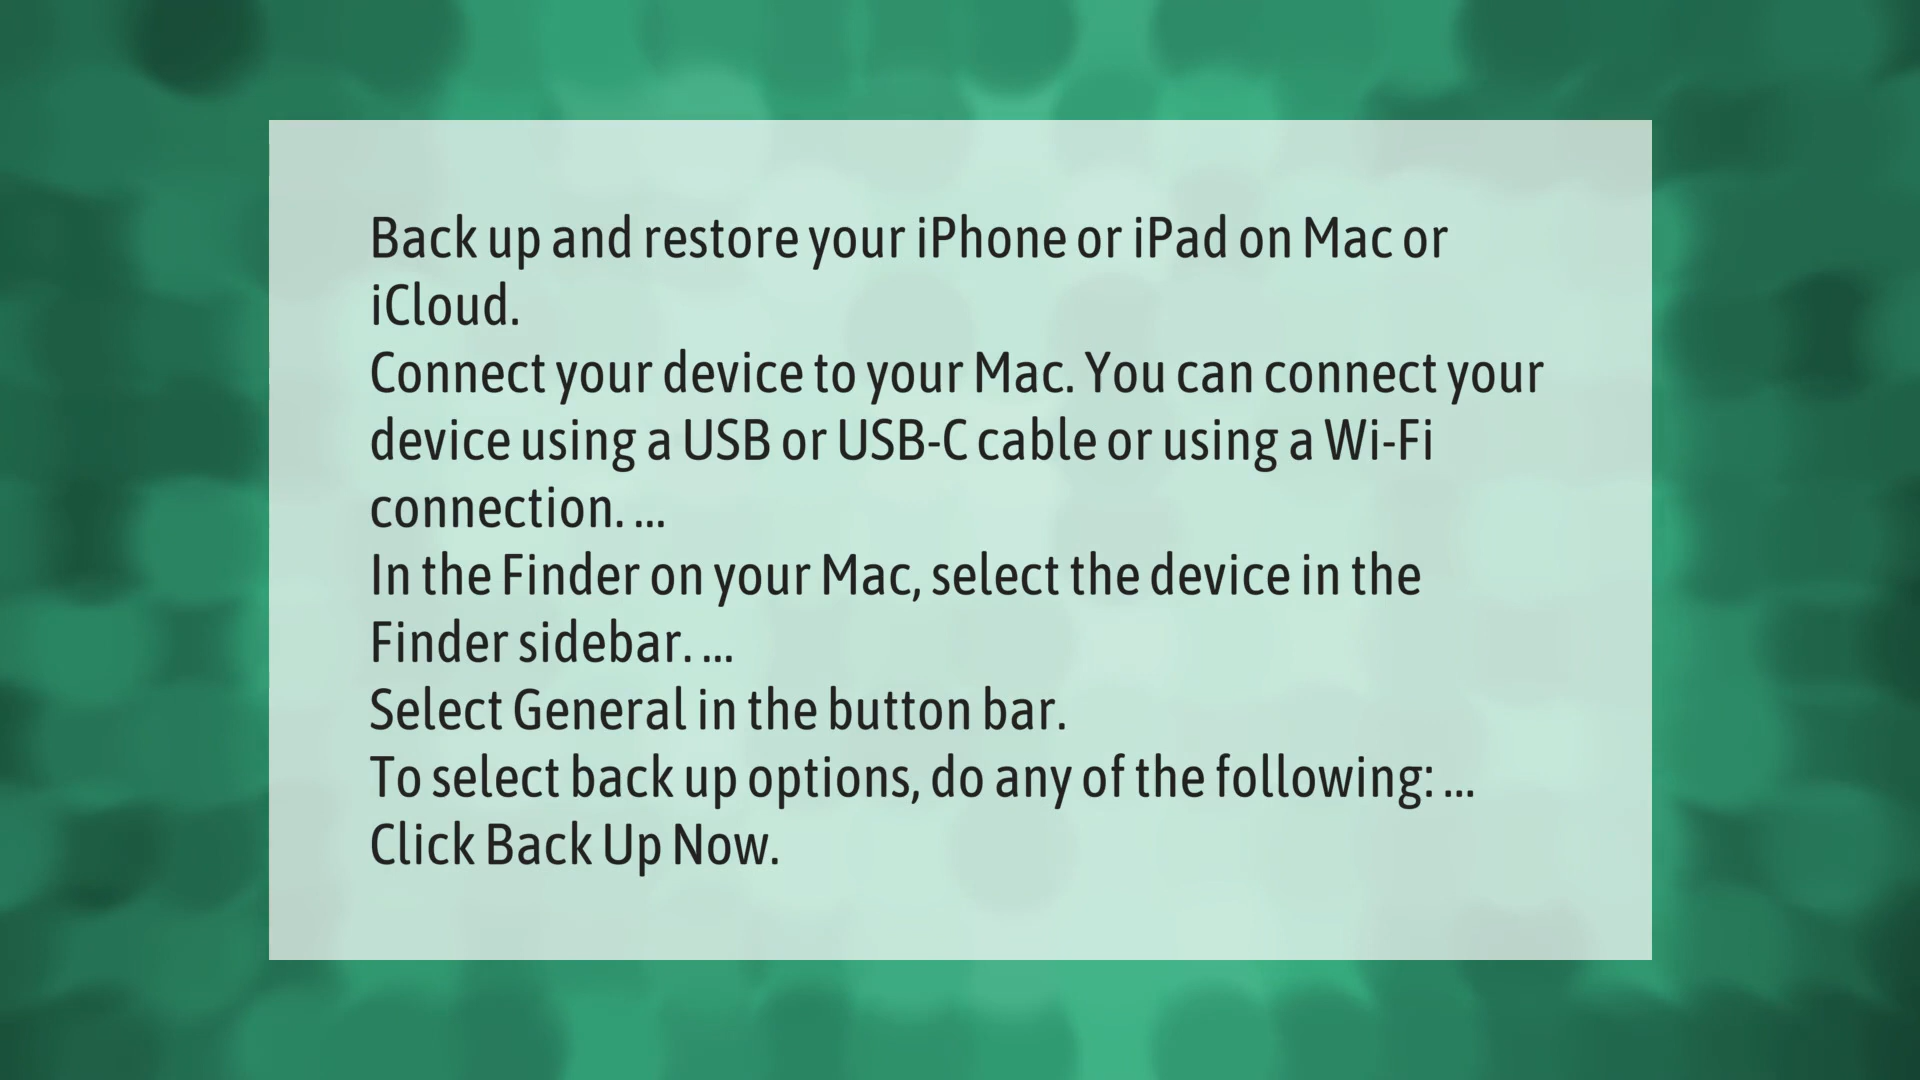 Back up and restore your iPhone or iPad on Mac or
iCloud.
Connect your device to your Mac. You can connect your
device using a USB or USB-C cable or using a Wi-Fi
connection. ...
In the Finder on your Mac, select the device in the
Finder sidebar. ...
Select General in the button bar.
To select back up options, do any of the following: ...
Click Back Up Now.